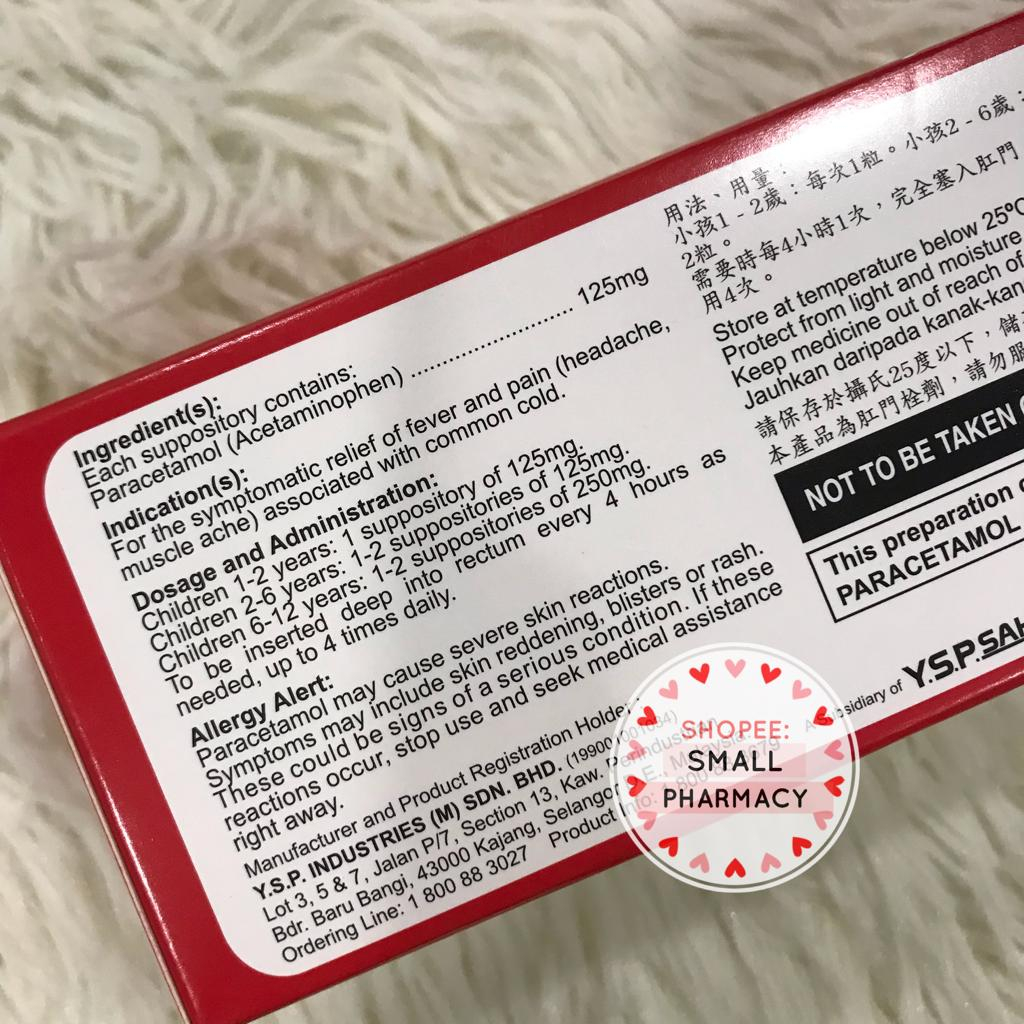 Ingredient(s):
Each suppository contains:
Paracetamol (Acetaminophen) ........................... 125mg
Indication(s):
For the symptomatic relief of fever and pain (headache,
muscle ache) associated with common cold.
Dosage and Administration:
Children 1-2 years: 1 suppository of 125mg.
Children 2-6 years: 1-2 suppositories of 125mg.
Children 6-12 years: 1-2 suppositories of 250mg.
To be inserted deep into rectum every 4 hours as
needed, up to 4 times daily.
Allergy Alert:
Paracetamol may cause severe skin reactions.
Symptoms may include skin reddening, blisters or rash.
These could be signs of a serious condition. If these
reactions occur, stop use and seek medical assistance
right away.
Manufacturer and Product Registration Holder:
Y.S.P. INDUSTRIES (M) SDN. BHD.
Lot 3, 5 & 7, Jalan P/7, Section 13, Kaw. Perindustrian
Bdr. Baru Bangi, 43000 Kajang, Selangor D.E., Malaysia.
Ordering Line: 1 800 88 3027 Product Info: 1 800
用法、用量:
小孩1-2歲:每次1粒。小孩2-6歲:
2粒。
需要時每4小時1次,完全塞入肛門
用4次。
Store at temperature below 25ºC
Protect from light and moisture
Keep medicine out of reach of
Jauhkan daripada kanak-kan
請保存於攝氏25度以下,儲
本產品為肛門栓劑,請勿服
NOT TO BE TAKEN
This preparation
PARACETAMOL
A Subsidiary of Y.S.P.SAH
SHOPEE:
SMALL
PHARMACY